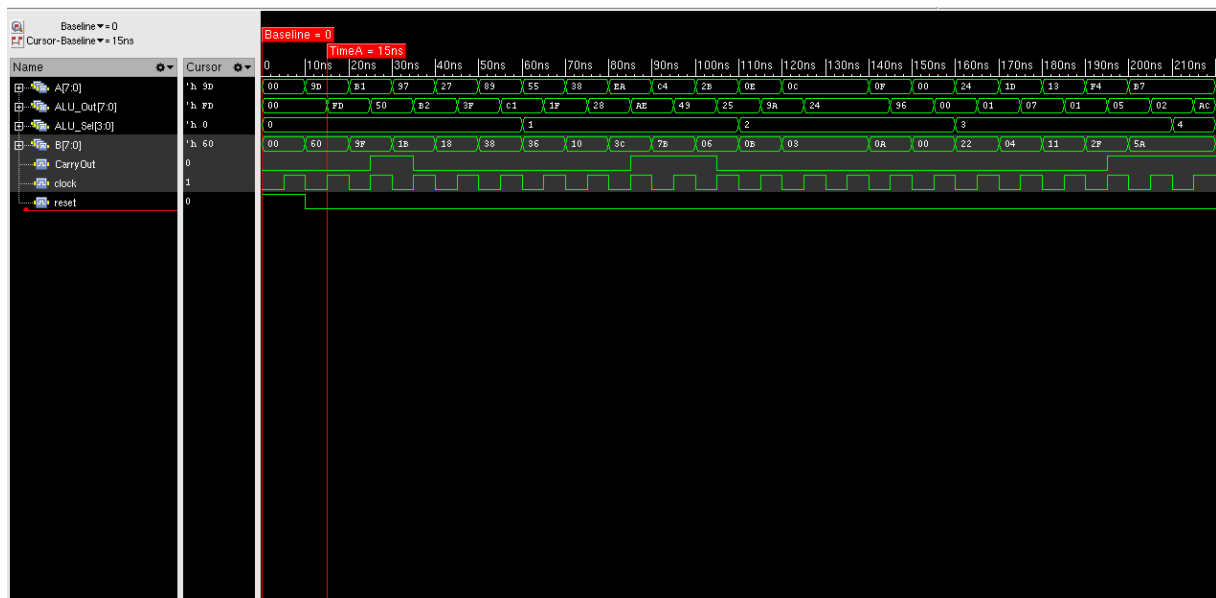 Baseline ▼= 0
Cursor-Baseline ▼= 15ns
Baseline = 0
TimeA = 15ns
Name Cursor 0 |10ns |20ns |30ns |40ns |50ns |60ns |70ns |80ns |90ns |100ns |110ns |120ns |130ns |140ns |150ns |160ns |170ns |180ns |190ns |200ns |210ns
A[7:0] 'h 9D 00 9D B1 97 27 89 55 38 EA C4 2B 0E 0C 0F 00 24 1D 13 F4 B7
ALU_Out[7:0] 'h FD 00 FD 50 B2 3F C1 1F 28 AE 49 25 9A 24 96 00 01 07 01 05 02 AC
ALU_Sel[3:0] 'h 0 0 1 2 3 4
B[7:0] 'h 60 00 60 9F 1B 18 38 36 10 3C 7B 06 0B 03 0A 00 22 04 11 2F 5A
CarryOut 0
clock 1
reset 0